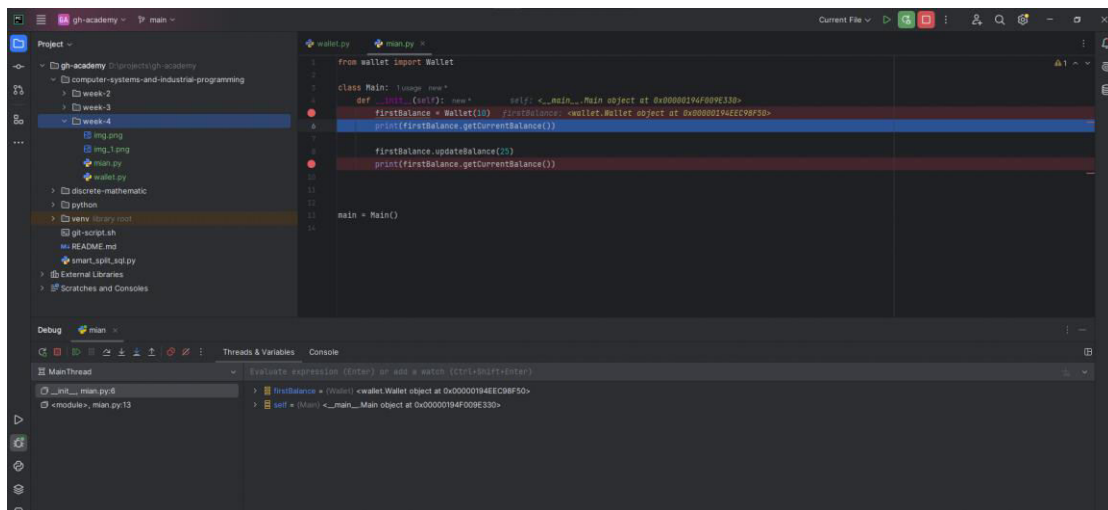 GA gh-academy main Current File
Project
wallet.py mian.py
gh-academy D:\projects\gh-academy
computer-systems-and-industrial-programming
week-2
week-3
week-4
img.png
img_1.png
mian.py
wallet.py
discrete-mathematic
python
venv library root
git-script.sh
README.md
smart_split_sql.py
External Libraries
Scratches and Consoles
1 from wallet import Wallet
2
3 class Main: 1 usage new *
4 def __init__(self): new * self: <__main__.Main object at 0x00000194F009E330>
firstBalance = Wallet(10) firstBalance: <wallet.Wallet object at 0x00000194EEC98F50>
6 print(firstBalance.getCurrentBalance())
7
8 firstBalance.updateBalance(25)
print(firstBalance.getCurrentBalance())
10
11
12
13 main = Main()
14
1
Debug mian
Threads & Variables Console
MainThread
Evaluate expression (Enter) or add a watch (Ctrl+Shift+Enter)
__init__, mian.py:6
<module>, mian.py:13
firstBalance = {Wallet} <wallet.Wallet object at 0x00000194EEC98F50>
self = {Main} <__main__.Main object at 0x00000194F009E330>